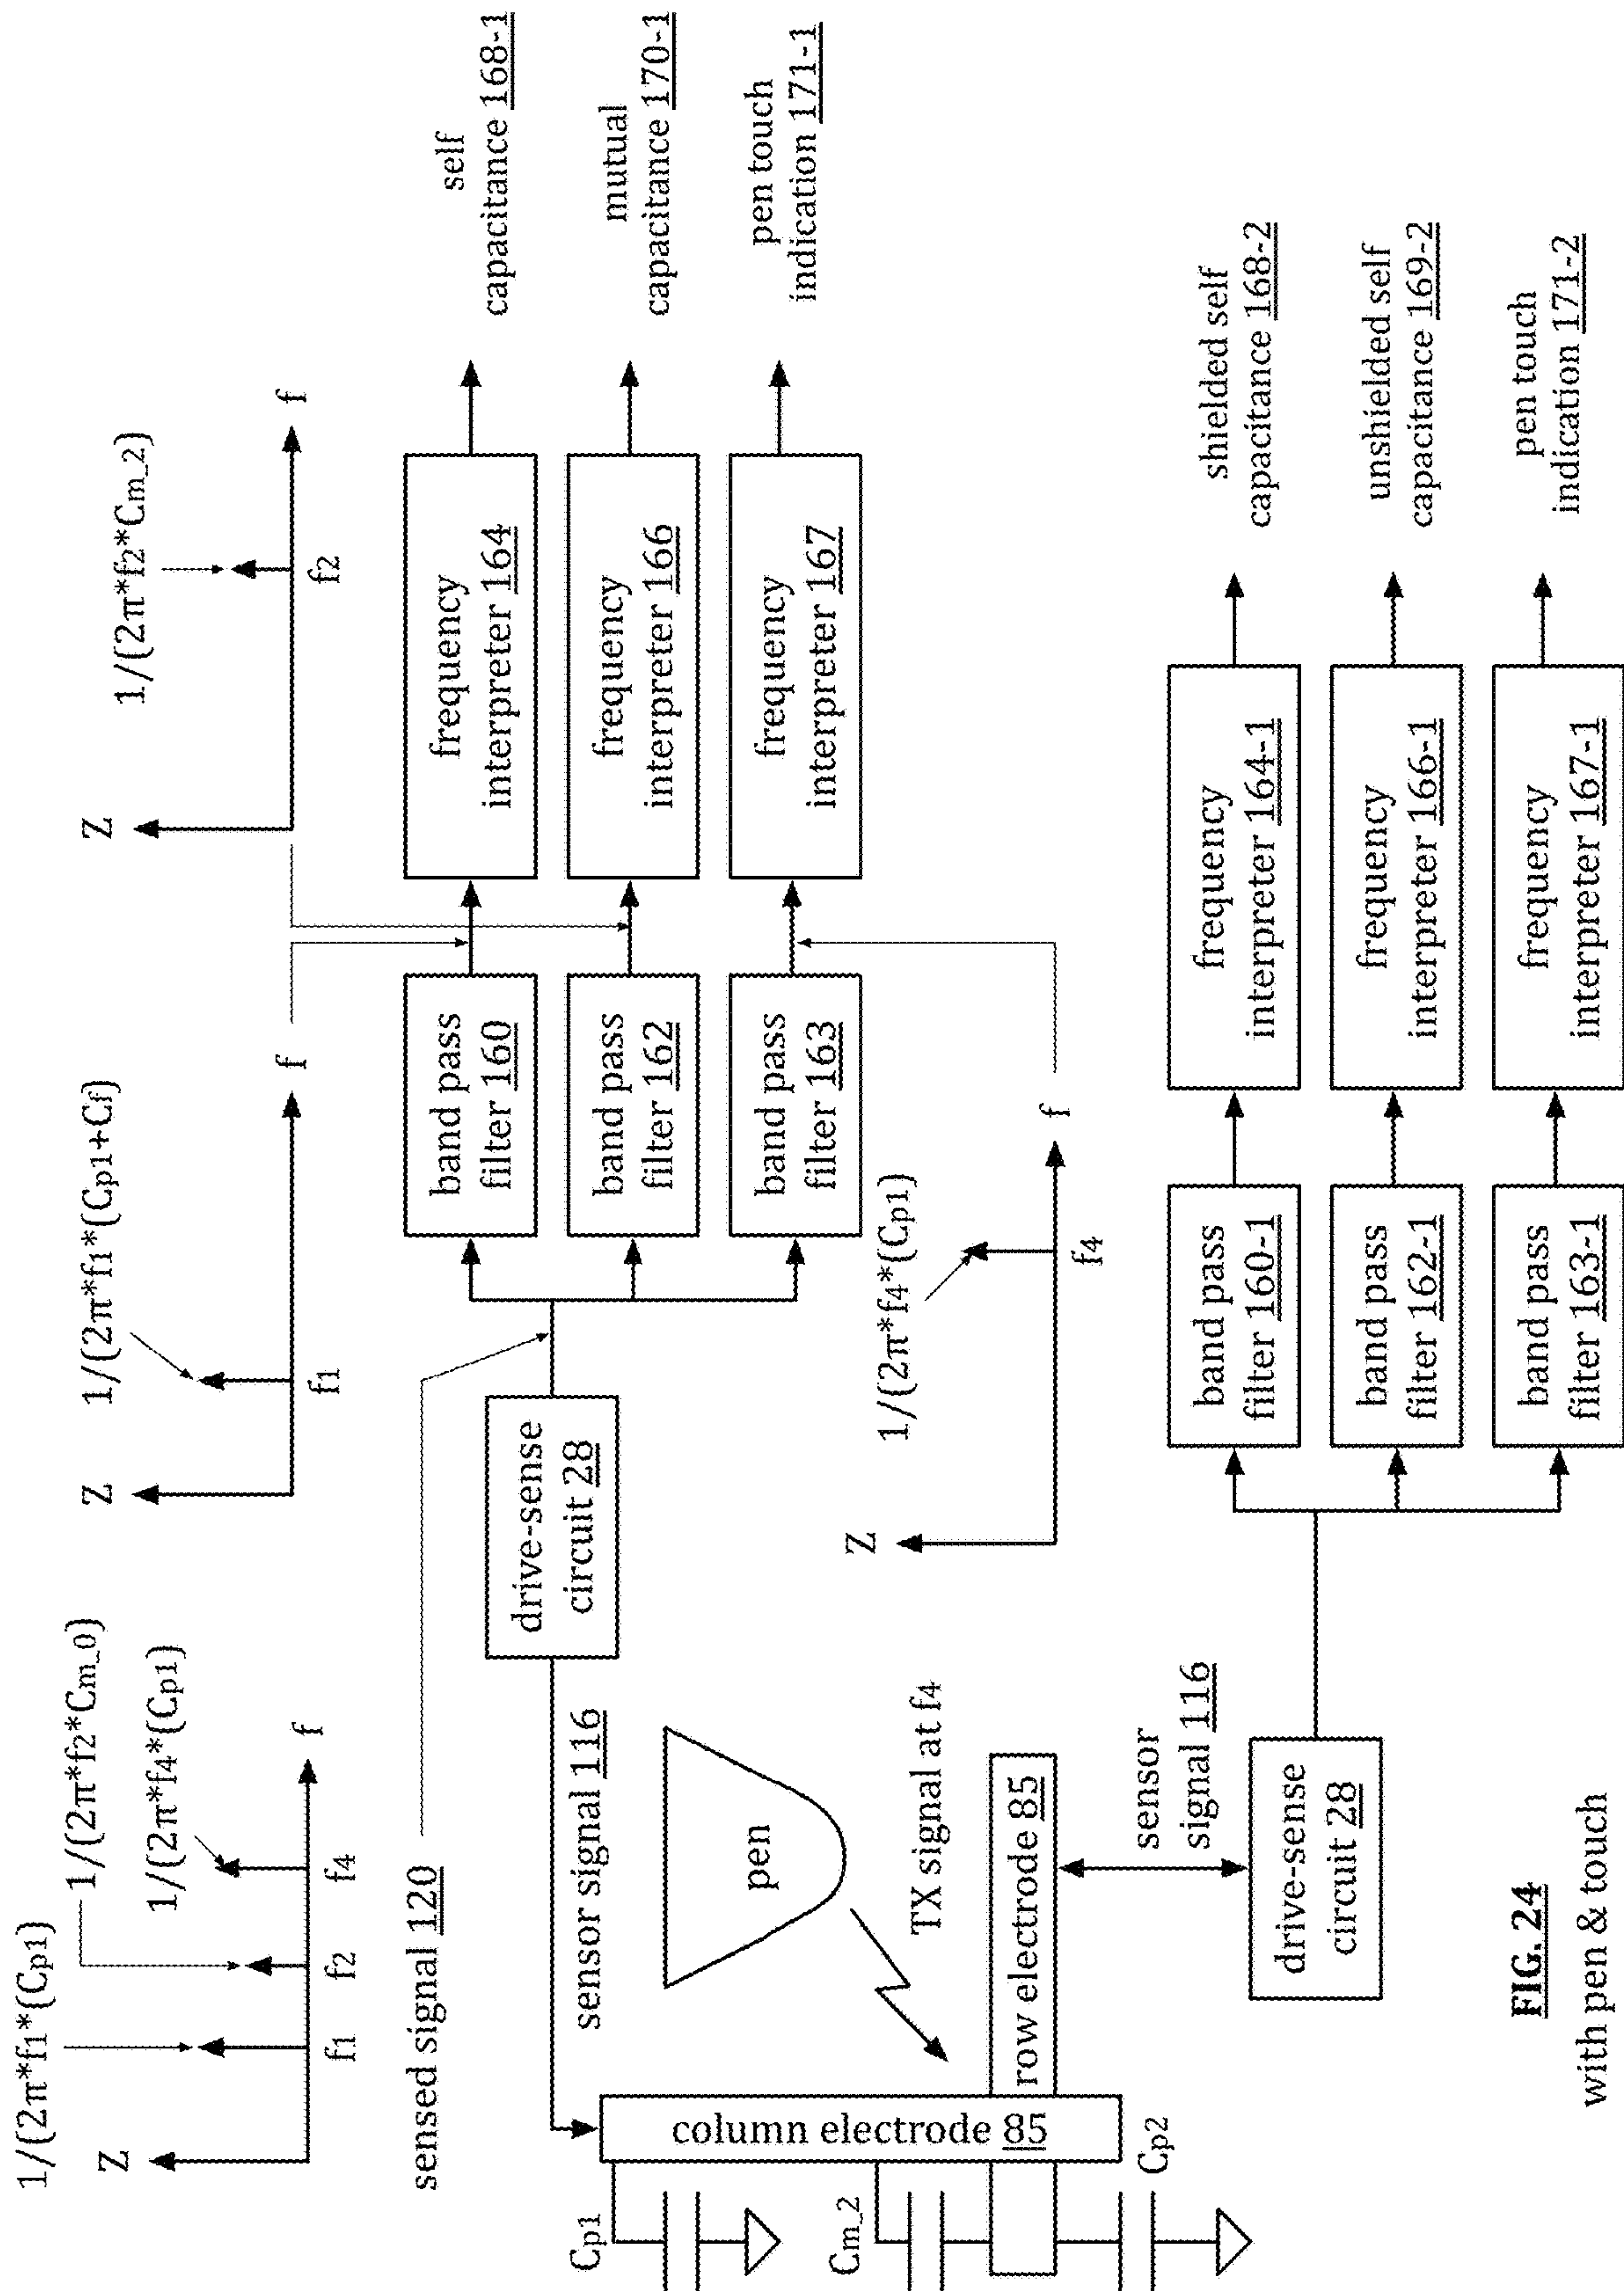 1/(2π*f1*(Cp1)
1/(2π*f2*Cm_0)
1/(2π*f4*(Cp1)
Z
f1
f2
f4
f
Z
1/(2π*f1*(Cp1+Cf)
f1
f
Z
1/(2π*f2*Cm_2)
f2
f
sensed signal 120
sensor signal 116
drive-sense
circuit 28
band pass
filter 160
band pass
filter 162
band pass
filter 163
frequency
interpreter 164
frequency
interpreter 166
frequency
interpreter 167
self
capacitance 168-1
mutual
capacitance 170-1
pen touch
indication 171-1
Cp1
Cm_2
Cp2
column electrode 85
row electrode 85
pen
TX signal at f4
Z
1/(2π*f4*(Cp1)
f4
f
sensor
signal 116
drive-sense
circuit 28
band pass
filter 160-1
band pass
filter 162-1
band pass
filter 163-1
frequency
interpreter 164-1
frequency
interpreter 166-1
frequency
interpreter 167-1
shielded self
capacitance 168-2
unshielded self
capacitance 169-2
pen touch
indication 171-2
FIG. 24
with pen & touch